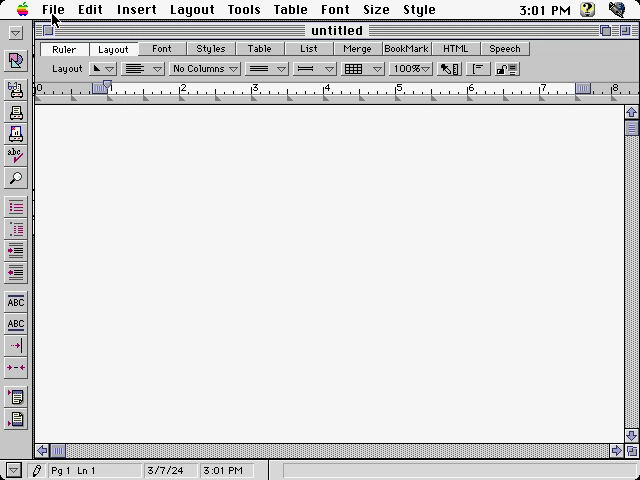 File Edit Insert Layout Tools Table Font Size Style 3:01 PM
untitled
Ruler Layout Font Styles Table List Merge BookMark HTML Speech
Layout No Columns 100%
0 1 2 3 4 5 6 7 8
abc
ABC
ABC
Pg 1 Ln 1 3/7/24 3:01 PM